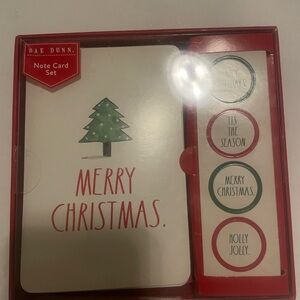 RAE DUNN.
Note Card
Set
MERRY
CHRISTMAS.
TIS
THE
SEASON
MERRY
CHRISTMAS.
HOLLY
JOLLY.